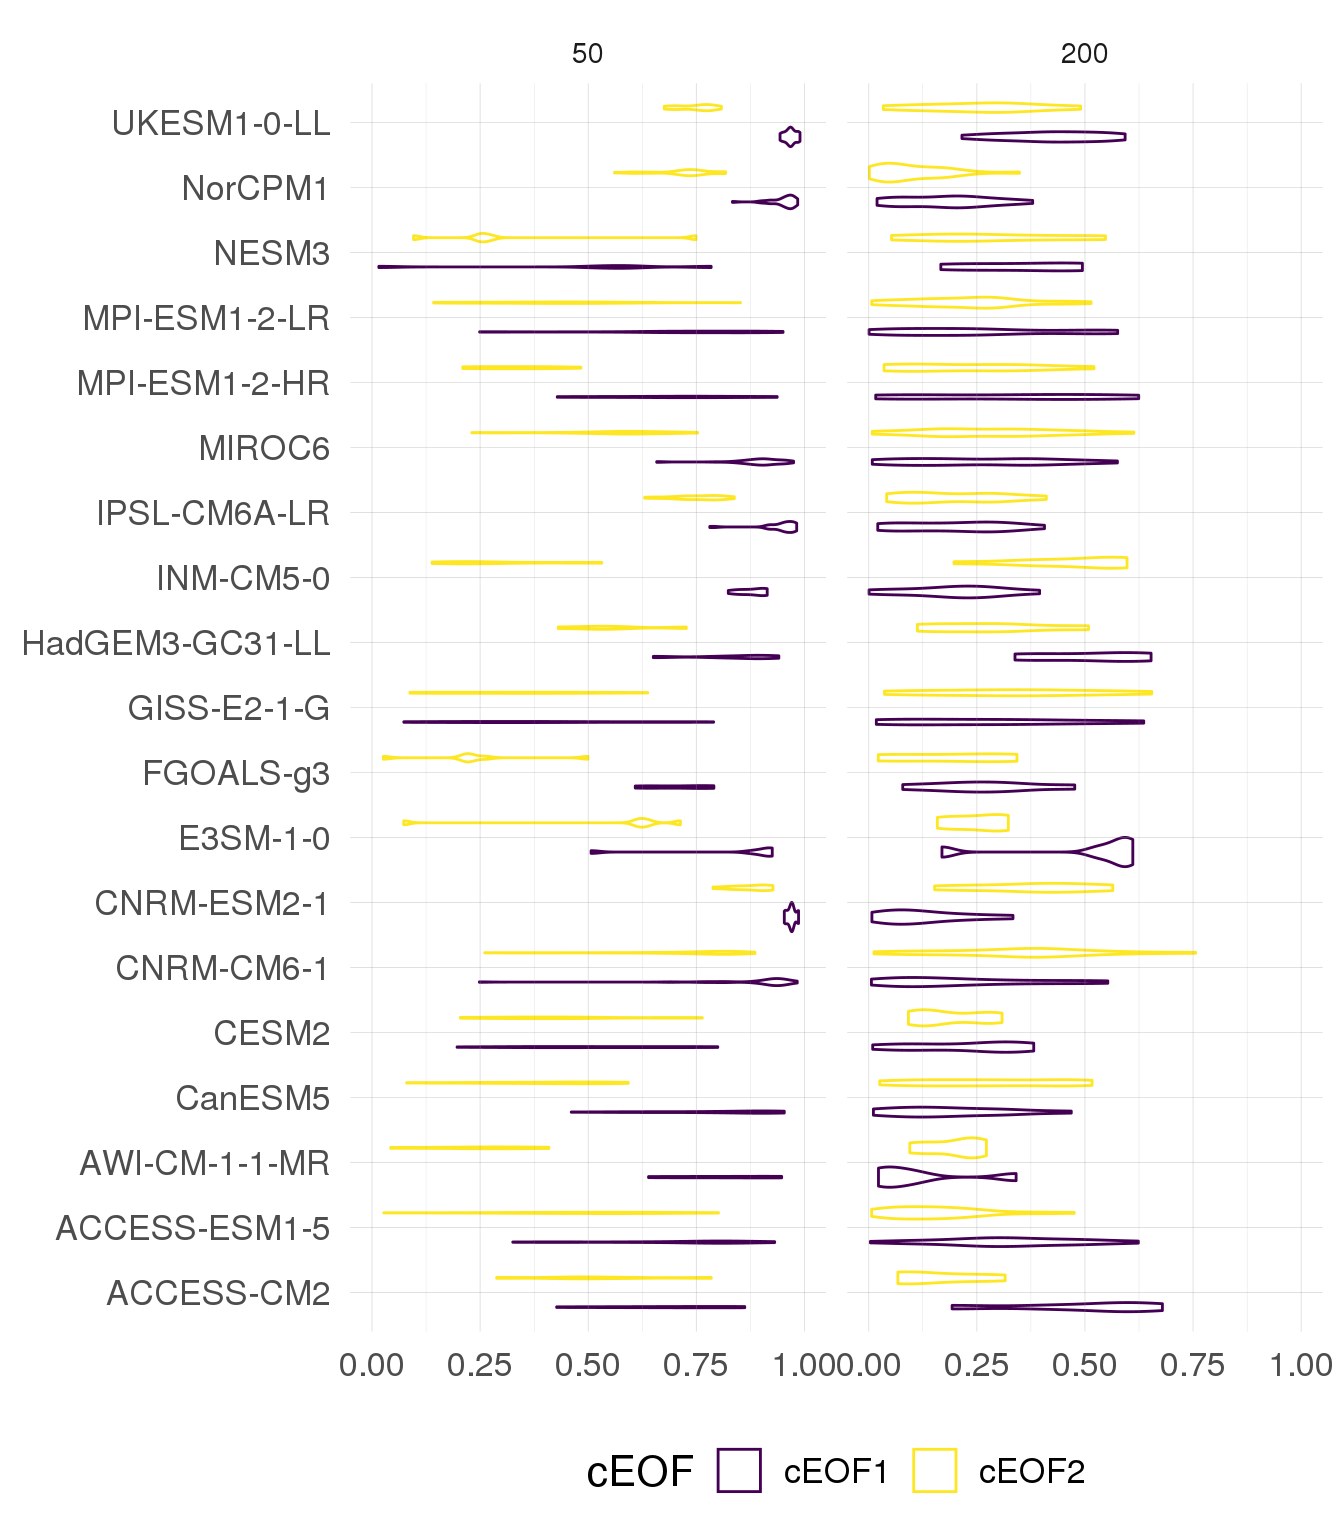 50 200
UKESM1-0-LL
NorCPM1
NESM3
MPI-ESM1-2-LR
MPI-ESM1-2-HR
MIROC6
IPSL-CM6A-LR
INM-CM5-0
HadGEM3-GC31-LL
GISS-E2-1-G
FGOALS-g3
E3SM-1-0
CNRM-ESM2-1
CNRM-CM6-1
CESM2
CanESM5
AWI-CM-1-1-MR
ACCESS-ESM1-5
ACCESS-CM2
0.00 0.25 0.50 0.75 1.00 0.00 0.25 0.50 0.75 1.00
cEOF cEOF1 cEOF2